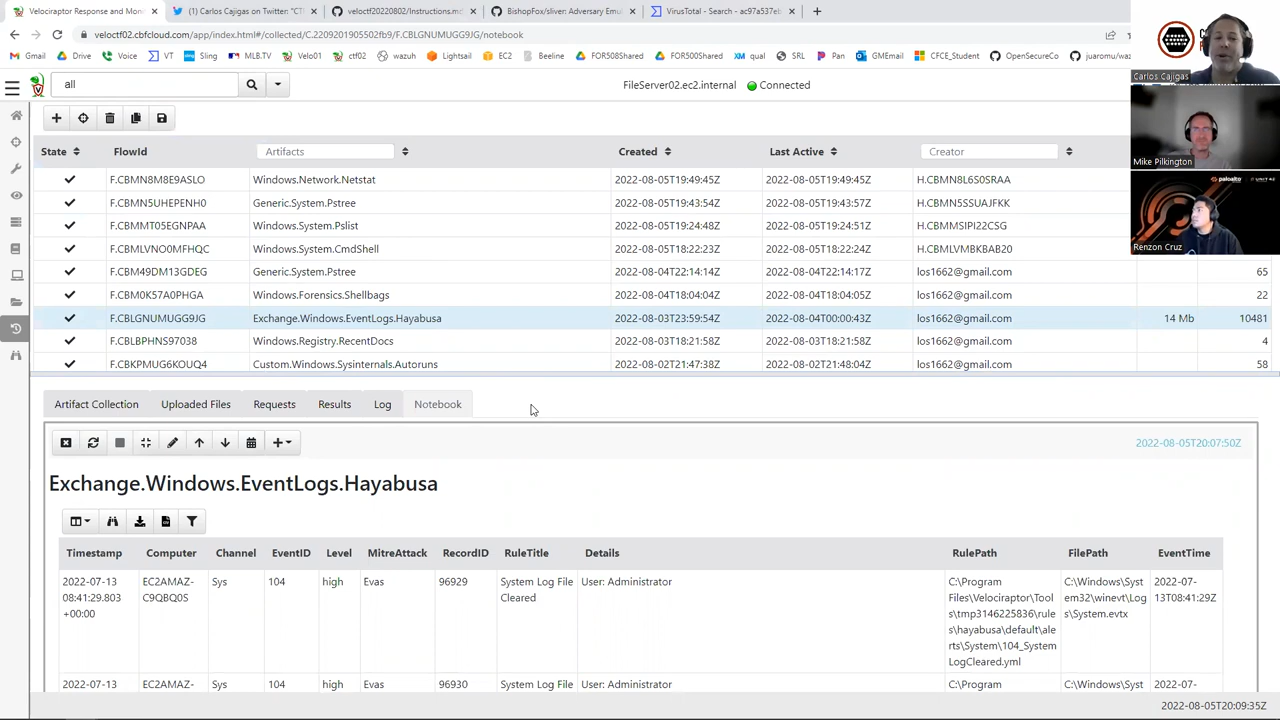 Velociraptor Response and Moni
(1) Carlos Cajigas on Twitter: "CT
veloctf20220802/Instructions.md
BishopFox/sliver: Adversary Emul
VirusTotal - Search - ac97a537eb
veloctf02.cbfcloud.com/app/index.html#/collected/C.2209201905502fb9/F.CBLGNUMUGG9JG/notebook
Gmail Drive Voice VT Sling MLB.TV Velo01 ctf02 wazuh Lightsail EC2 Beeline FOR508Shared FOR500Shared qual SRL Pan GMEmail CFCE_Student OpenSecureCo juaromu/waz
all
FileServer02.ec2.internal
Connected
Carlos Cajigas
Mike Pilkington
paloalto UNIT 42
Renzon Cruz
State FlowId Artifacts Created Last Active Creator
F.CBMN8M8E9ASLO Windows.Network.Netstat 2022-08-05T19:49:45Z 2022-08-05T19:49:45Z H.CBMN8L6S0SRAA
F.CBMN5UHEPENH0 Generic.System.Pstree 2022-08-05T19:43:54Z 2022-08-05T19:43:57Z H.CBMN5SSUAJFKK
F.CBMMT05EGNPAA Windows.System.Pslist 2022-08-05T19:24:48Z 2022-08-05T19:24:51Z H.CBMMSIPI22CSG
F.CBMLVNO0MFHQC Windows.System.CmdShell 2022-08-05T18:22:23Z 2022-08-05T18:22:24Z H.CBMLVMBKBAB20
F.CBM49DM13GDEG Generic.System.Pstree 2022-08-04T22:14:14Z 2022-08-04T22:14:17Z los1662@gmail.com 65
F.CBM0K57A0PHGA Windows.Forensics.Shellbags 2022-08-04T18:04:04Z 2022-08-04T18:04:05Z los1662@gmail.com 22
F.CBLGNUMUGG9JG Exchange.Windows.EventLogs.Hayabusa 2022-08-03T23:59:54Z 2022-08-04T00:00:43Z los1662@gmail.com 14 Mb 10481
F.CBLBPHNS97038 Windows.Registry.RecentDocs 2022-08-03T18:21:58Z 2022-08-03T18:21:58Z los1662@gmail.com 4
F.CBKPMUG6KOUQ4 Custom.Windows.Sysinternals.Autoruns 2022-08-02T21:47:38Z 2022-08-02T21:48:04Z los1662@gmail.com 58
Artifact Collection Uploaded Files Requests Results Log Notebook
2022-08-05T20:07:50Z
Exchange.Windows.EventLogs.Hayabusa
Timestamp Computer Channel EventID Level MitreAttack RecordID RuleTitle Details RulePath FilePath EventTime
2022-07-13 EC2AMAZ- Sys 104 high Evas 96929 System Log File User: Administrator C:\Program C:\Windows\Syst 2022-07-
08:41:29.803 C9QBQ0S Cleared Files\Velociraptor\Tool em32\winevt\Log 13T08:41:29Z
+00:00 s\tmp3146225836\rule s\System.evtx
s\hayabusa\default\ale
rts\System\104_System
LogCleared.yml
2022-07-13 EC2AMAZ- Sys 104 high Evas 96930 System Log File User: Administrator C:\Program C:\Windows\Syst 2022-07-
2022-08-05T20:09:35Z